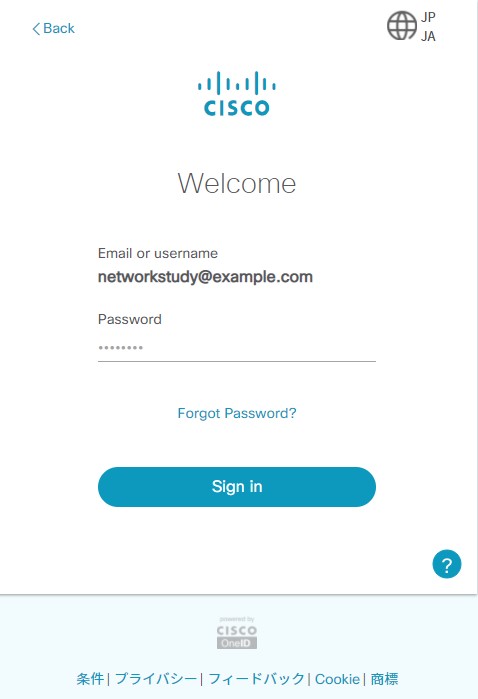 Back
JP
JA
CISCO
Welcome
Email or username
networkstudy@example.com
Password
Forgot Password?
Sign in
?
powered by
CISCO
OneID
条件 | プライバシー | フィードバック | Cookie | 商標